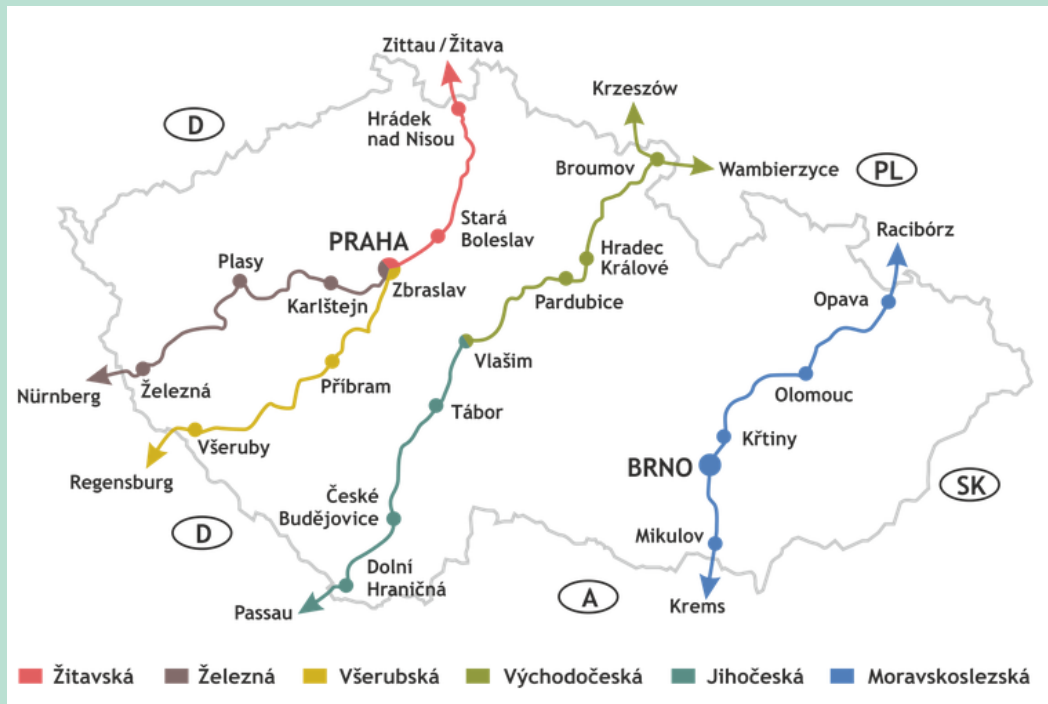 Zittau / Žitava
Krzeszów
D
Hrádek
nad Nisou
Broumov
Wambierzyce
PL
Stará
Boleslav
Racibórz
PRAHA
Hradec
Králové
Plasy
Karlštejn
Zbraslav
Pardubice
Opava
Vlašim
Železná
Příbram
Nürnberg
Olomouc
Tábor
Všeruby
Křtiny
BRNO
Regensburg
SK
České
Budějovice
D
Mikulov
Dolní
Hraničná
A
Passau
Krems
Žitavská
Železná
Všerubská
Východočeská
Jihočeská
Moravskoslezská